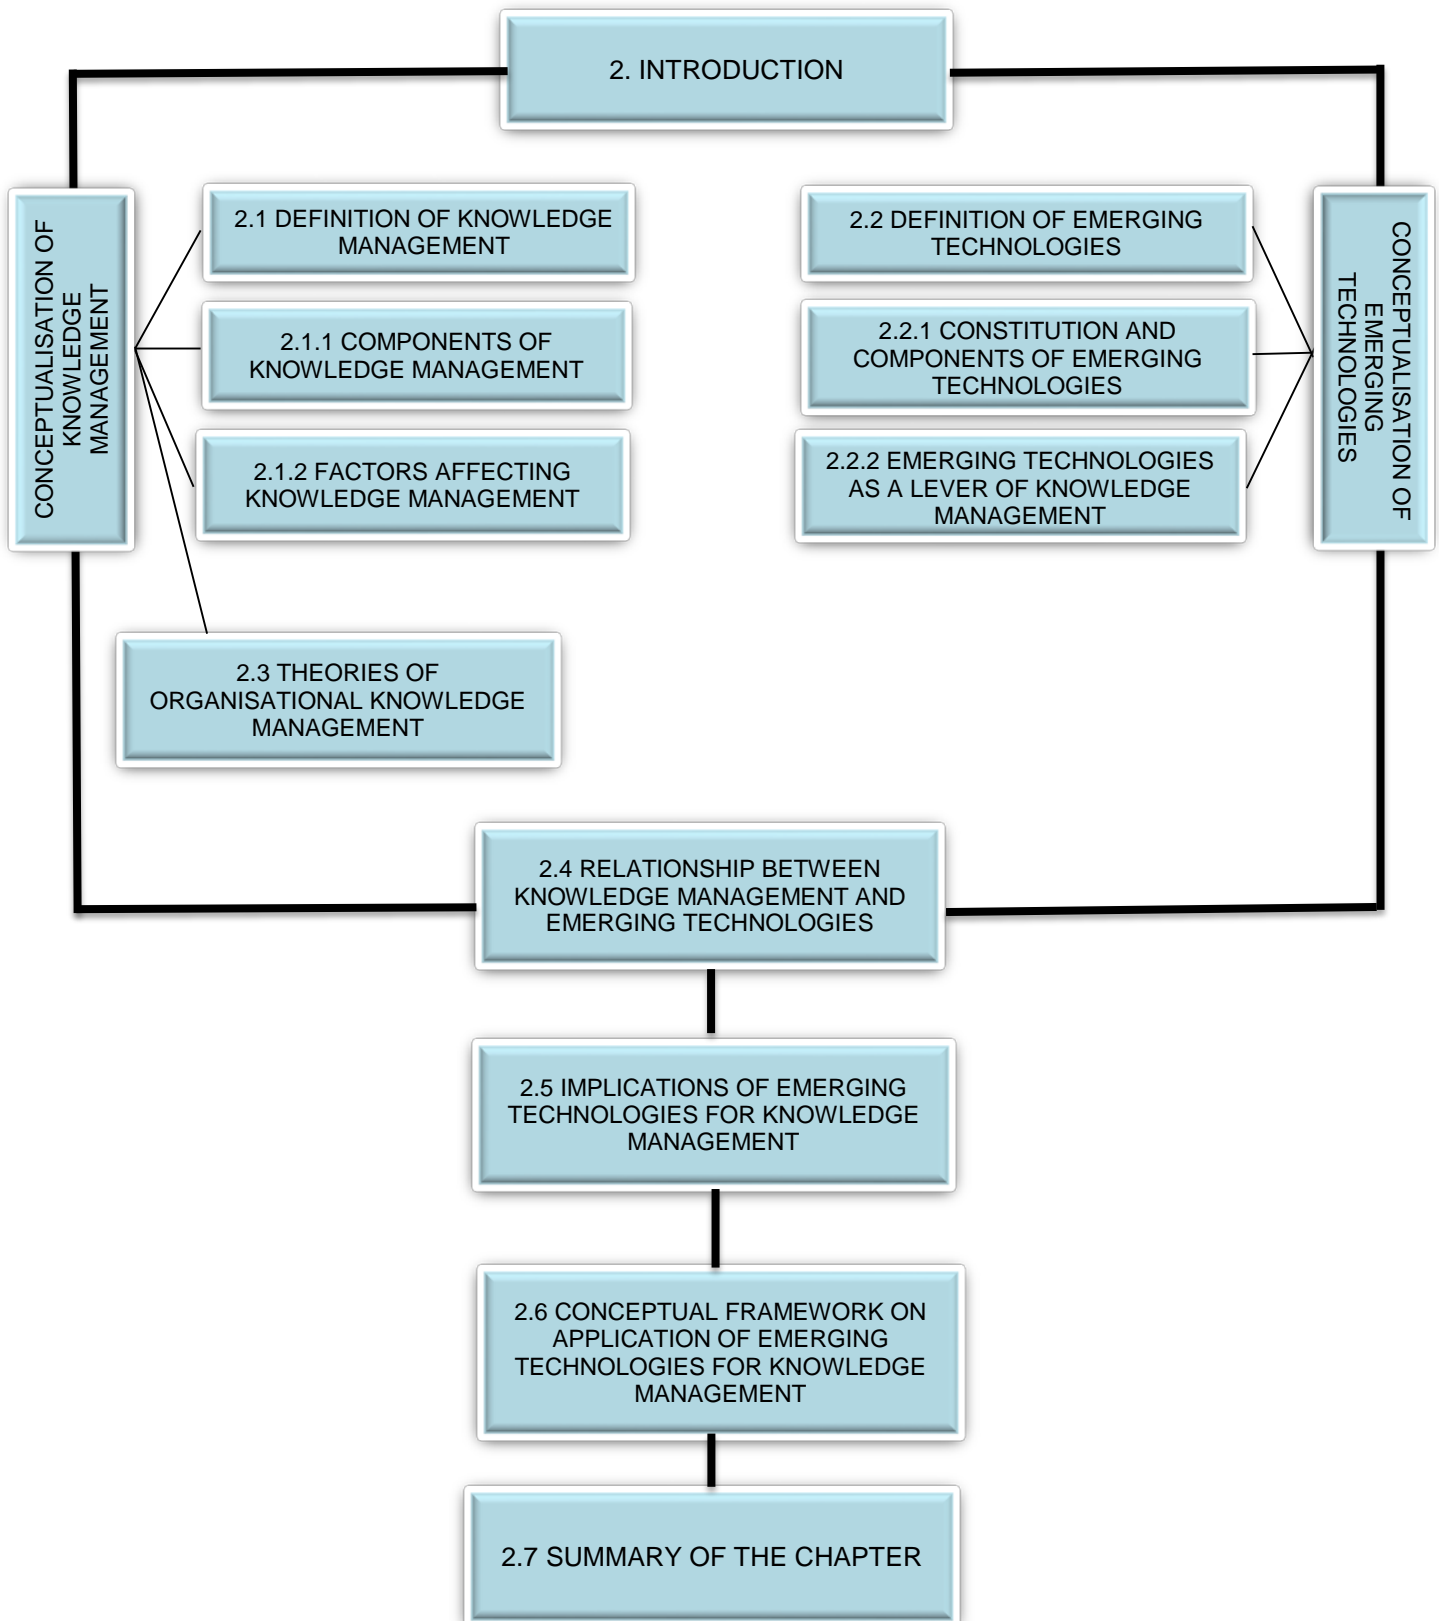 2. INTRODUCTION
CONCEPTUALISATION OF
KNOWLEDGE
MANAGEMENT
2.1 DEFINITION OF KNOWLEDGE
MANAGEMENT
2.1.1 COMPONENTS OF
KNOWLEDGE MANAGEMENT
2.1.2 FACTORS AFFECTING
KNOWLEDGE MANAGEMENT
2.3 THEORIES OF
ORGANISATIONAL KNOWLEDGE
MANAGEMENT
2.2 DEFINITION OF EMERGING
TECHNOLOGIES
2.2.1 CONSTITUTION AND
COMPONENTS OF EMERGING
TECHNOLOGIES
2.2.2 EMERGING TECHNOLOGIES
AS A LEVER OF KNOWLEDGE
MANAGEMENT
CONCEPTUALISATION OF
EMERGING
TECHNOLOGIES
2.4 RELATIONSHIP BETWEEN
KNOWLEDGE MANAGEMENT AND
EMERGING TECHNOLOGIES
2.5 IMPLICATIONS OF EMERGING
TECHNOLOGIES FOR KNOWLEDGE
MANAGEMENT
2.6 CONCEPTUAL FRAMEWORK ON
APPLICATION OF EMERGING
TECHNOLOGIES FOR KNOWLEDGE
MANAGEMENT
2.7 SUMMARY OF THE CHAPTER